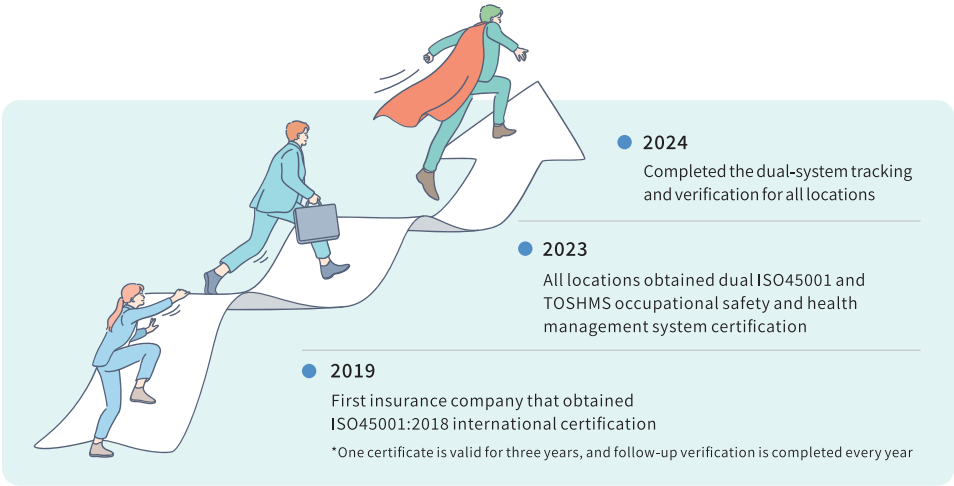 2024
Completed the dual-system tracking
and verification for all locations
2023
All locations obtained dual ISO45001 and
TOSHMS occupational safety and health
management system certification
2019
First insurance company that obtained
ISO45001:2018 international certification
*One certificate is valid for three years, and follow-up verification is completed every year